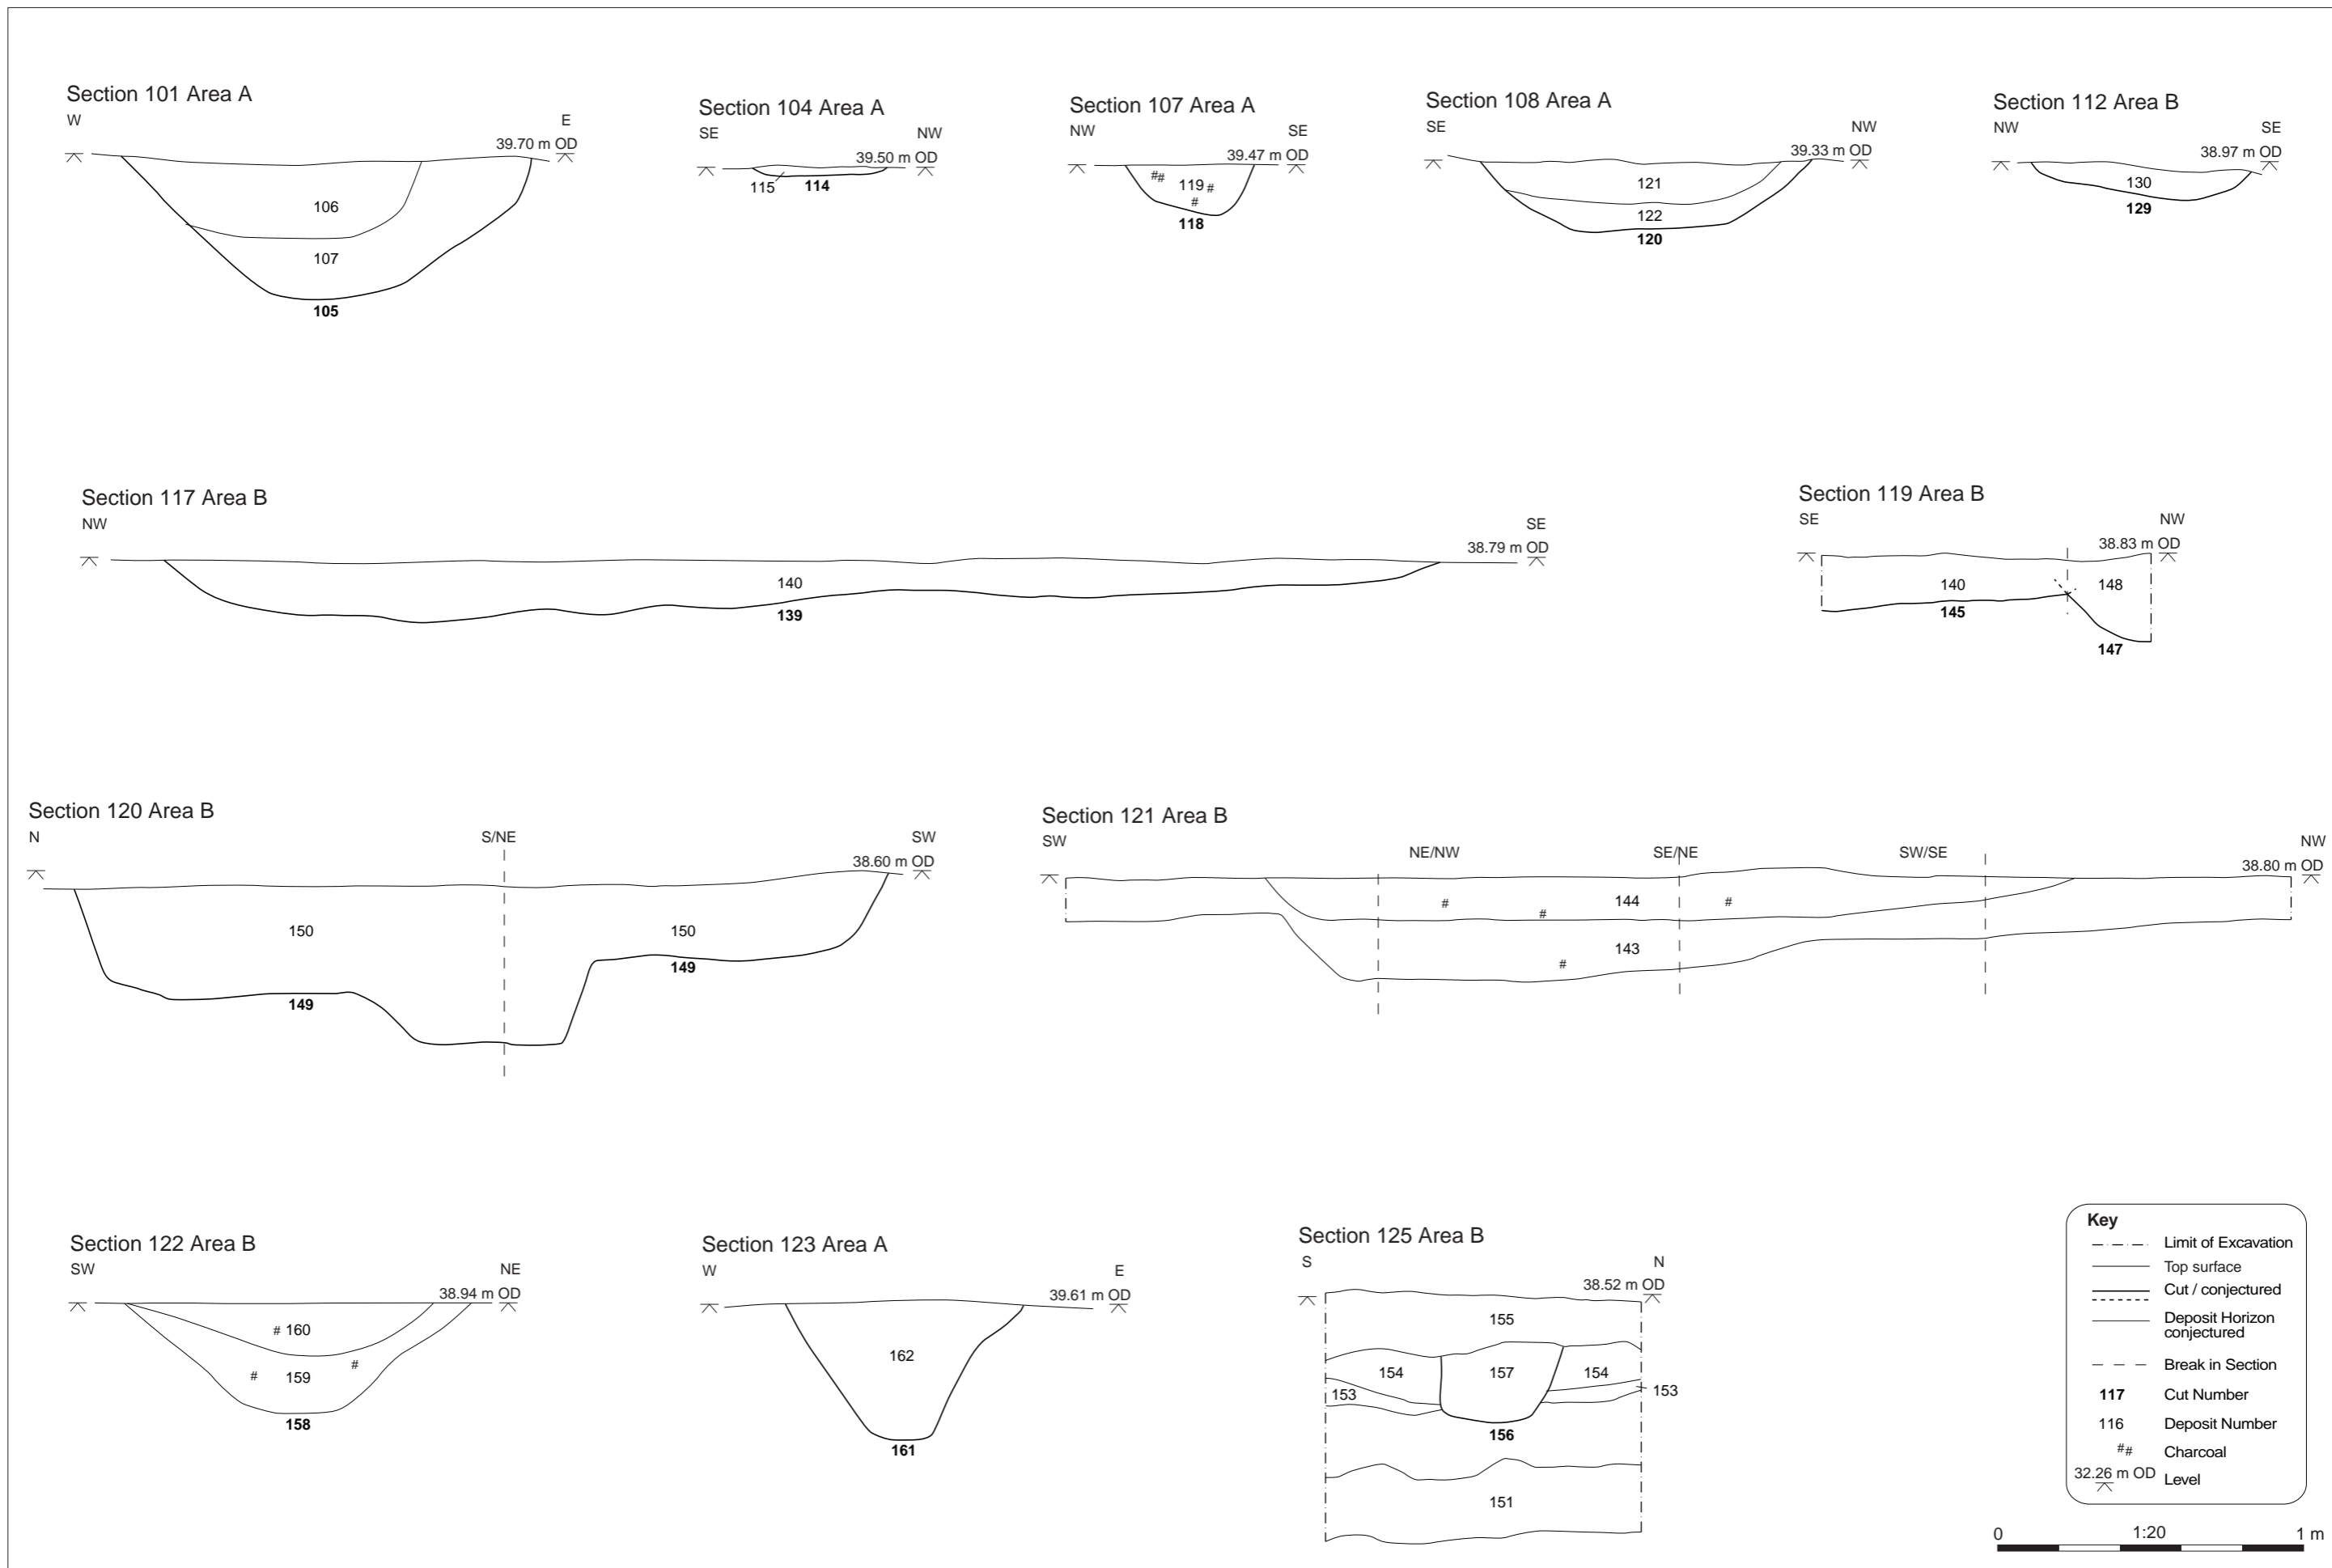 Section 101 Area A
W E
39.70 m OD
106
107
105
Section 104 Area A
SE NW
39.50 m OD
115 114
Section 107 Area A
NW SE
39.47 m OD
## 119 #
#
118
Section 108 Area A
SE NW
39.33 m OD
121
122
120
Section 112 Area B
NW SE
38.97 m OD
130
129
Section 117 Area B
NW SE
38.79 m OD
140
139
Section 119 Area B
SE NW
38.83 m OD
140 148
145
147
Section 120 Area B
N S/NE SW
38.60 m OD
150 150
149
149
Section 121 Area B
SW NE/NW SE/NE SW/SE NW
38.80 m OD
# # 144 #
143
#
Section 122 Area B
SW NE
38.94 m OD
# 160
# 159 #
158
Section 123 Area A
W E
39.61 m OD
162
161
Section 125 Area B
S N
38.52 m OD
155
154 157 154
153 153
156
151
Key
Limit of Excavation
Top surface
Cut / conjectured
Deposit Horizon
conjectured
Break in Section
117 Cut Number
116 Deposit Number
## Charcoal
32.26 m OD Level
0 1:20 1 m